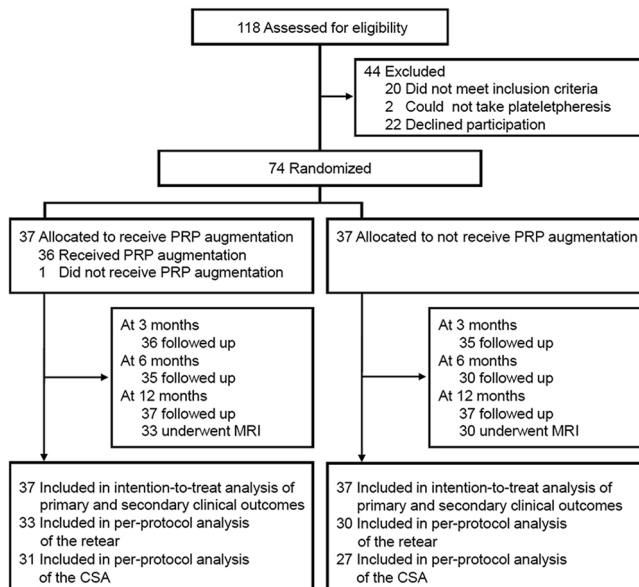 118 Assessed for eligibility
44 Excluded
20 Did not meet inclusion criteria
2 Could not take plateletpheresis
22 Declined participation
74 Randomized
37 Allocated to receive PRP augmentation
36 Received PRP augmentation
1 Did not receive PRP augmentation
37 Allocated to not receive PRP augmentation
At 3 months
36 followed up
At 6 months
35 followed up
At 12 months
37 followed up
33 underwent MRI
At 3 months
35 followed up
At 6 months
30 followed up
At 12 months
37 followed up
30 underwent MRI
37 Included in intention-to-treat analysis of
primary and secondary clinical outcomes
33 Included in per-protocol analysis
of the retear
31 Included in per-protocol analysis
of the CSA
37 Included in intention-to-treat analysis of
primary and secondary clinical outcomes
30 Included in per-protocol analysis
of the retear
27 Included in per-protocol analysis
of the CSA